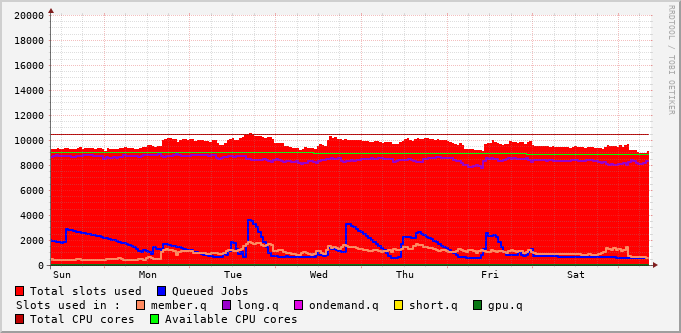 20000
18000
16000
14000
12000
10000
8000
6000
4000
2000
0
Sun Mon Tue Wed Thu Fri Sat
RRDTOOL / TOBI OETIKER
Total slots used Queued Jobs
Slots used in : member.q long.q ondemand.q short.q gpu.q
Total CPU cores Available CPU cores